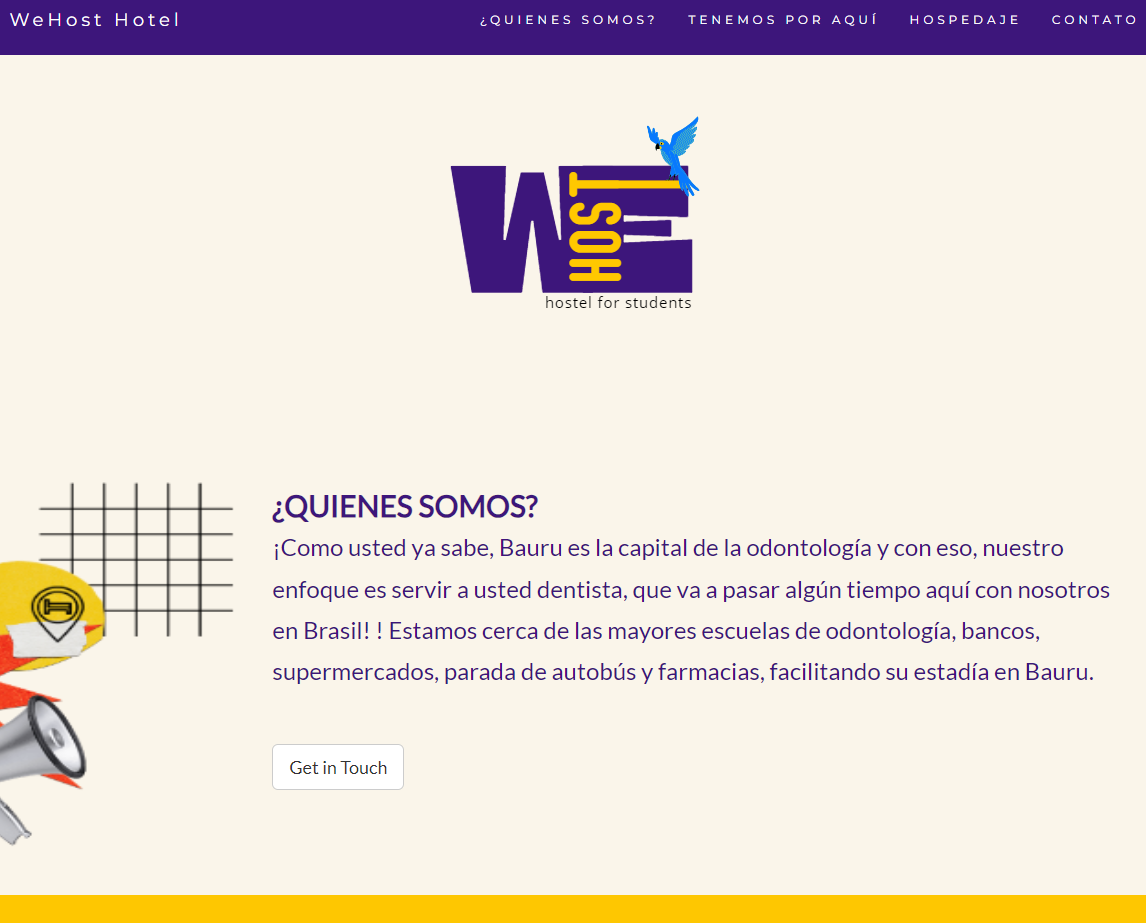 WeHost Hotel
¿QUIENES SOMOS? TENEMOS POR AQUÍ HOSPEDAJE CONTATO
WE
HOST
hostel for students
¿QUIENES SOMOS?
¡Como usted ya sabe, Bauru es la capital de la odontología y con eso, nuestro
enfoque es servir a usted dentista, que va a pasar algún tiempo aquí con nosotros
en Brasil! ! Estamos cerca de las mayores escuelas de odontología, bancos,
supermercados, parada de autobús y farmacias, facilitando su estadía en Bauru.
Get in Touch